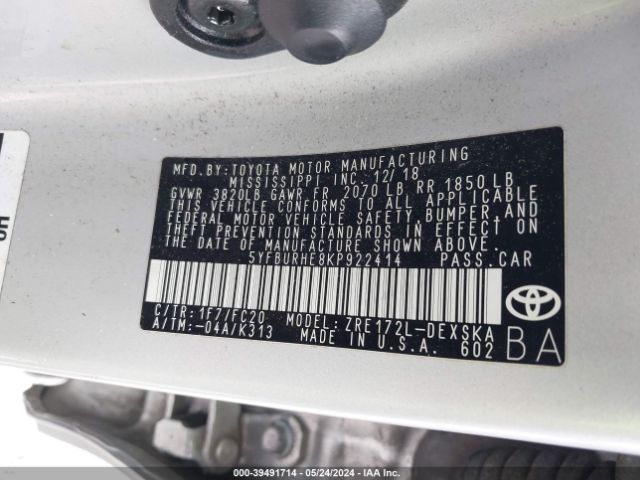 MFD.BY:TOYOTA MOTOR MANUFACTURING
MISSISSIPPI, INC. 12/18
GVWR 3820LB GAWR FR 2070 LB RR 1850 LB
THIS VEHICLE CONFORMS TO ALL APPLICABLE
FEDERAL MOTOR VEHICLE SAFETY, BUMPER,AND
THEFT PREVENTION STANDARDS IN EFFECT ON
THE DATE OF MANUFACTURE SHOWN ABOVE.
5YFBURHE8KP922414 PASS.CAR
C/TR:1F7/FC20 MODEL: ZRE172L-DEXSKA
A/TM:-04A/K313 MADE IN U.S.A. 602
BA
000-39491714 - 05/24/2024 - IAA Inc.